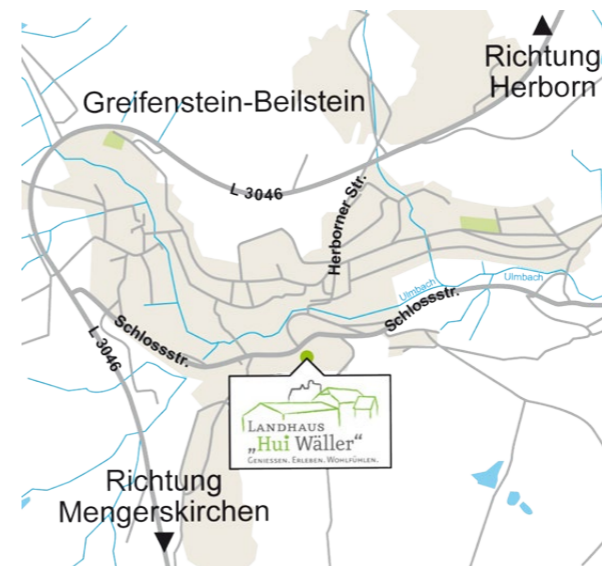 Richtung
Herborn
Greifenstein-Beilstein
L 3046
Herborner Str.
Ulmbach
Ulmbach
Schlossstr.
Schlossstr.
L 3046
LANDHAUS
„Hui Wäller“
GENIESSEN. ERLEBEN. WOHLFÜHLEN.
Richtung
Mengerskirchen